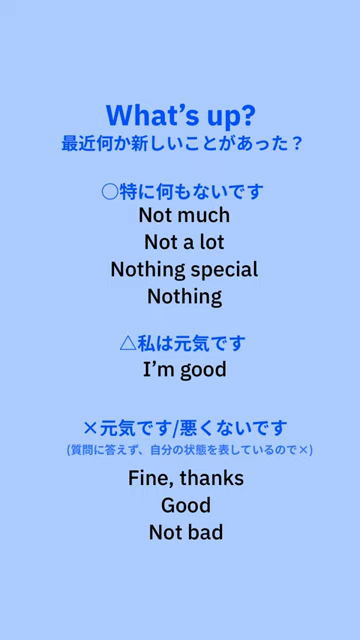 What’s up?
最近何か新しいことがあった？
○特に何もないです
Not much
Not a lot
Nothing special
Nothing
△私は元気です
I’m good
×元気です/悪くないです
(質問に答えず、自分の状態を表しているので×)
Fine, thanks
Good
Not bad